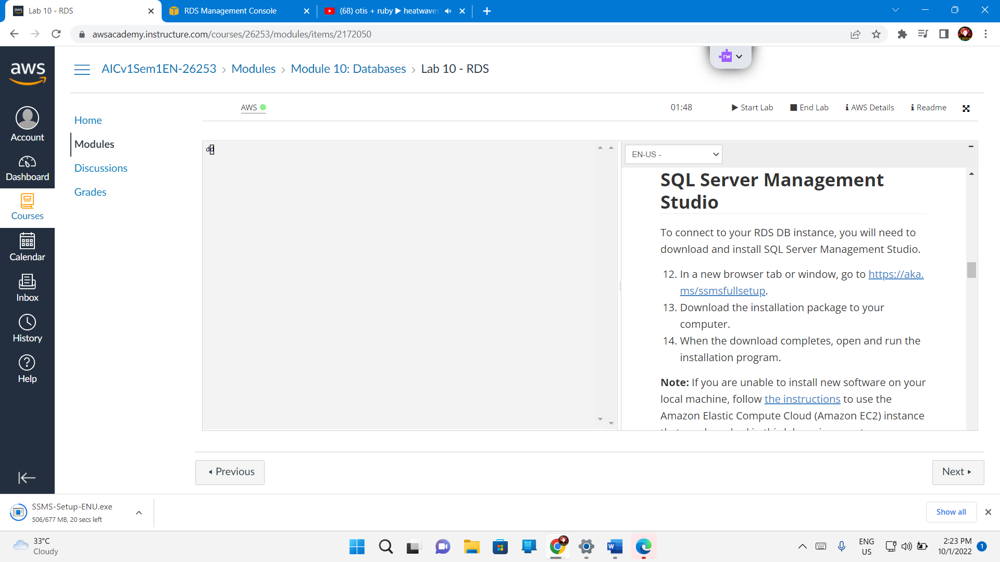 aws Lab 10 - RDS
RDS Management Console
(68) otis + ruby ▶ heatwaves
awsacademy.instructure.com/courses/26253/modules/items/2172050
rw
aws
AICv1Sem1EN-26253 › Modules › Module 10: Databases › Lab 10 - RDS
AWS
01:48
Start Lab
End Lab
AWS Details
Readme
Account
Dashboard
Courses
Calendar
Inbox
History
Help
Home
Modules
Discussions
Grades
dd
EN-US -
SQL Server Management
Studio
To connect to your RDS DB instance, you will need to
download and install SQL Server Management Studio.
12. In a new browser tab or window, go to https://aka.
ms/ssmsfullsetup.
13. Download the installation package to your
computer.
14. When the download completes, open and run the
installation program.
Note: If you are unable to install new software on your
local machine, follow the instructions to use the
Amazon Elastic Compute Cloud (Amazon EC2) instance
Previous
Next
SSMS-Setup-ENU.exe
506/677 MB, 20 secs left
Show all
33°C
Cloudy
W
ENG
US
2:23 PM
10/1/2022
1